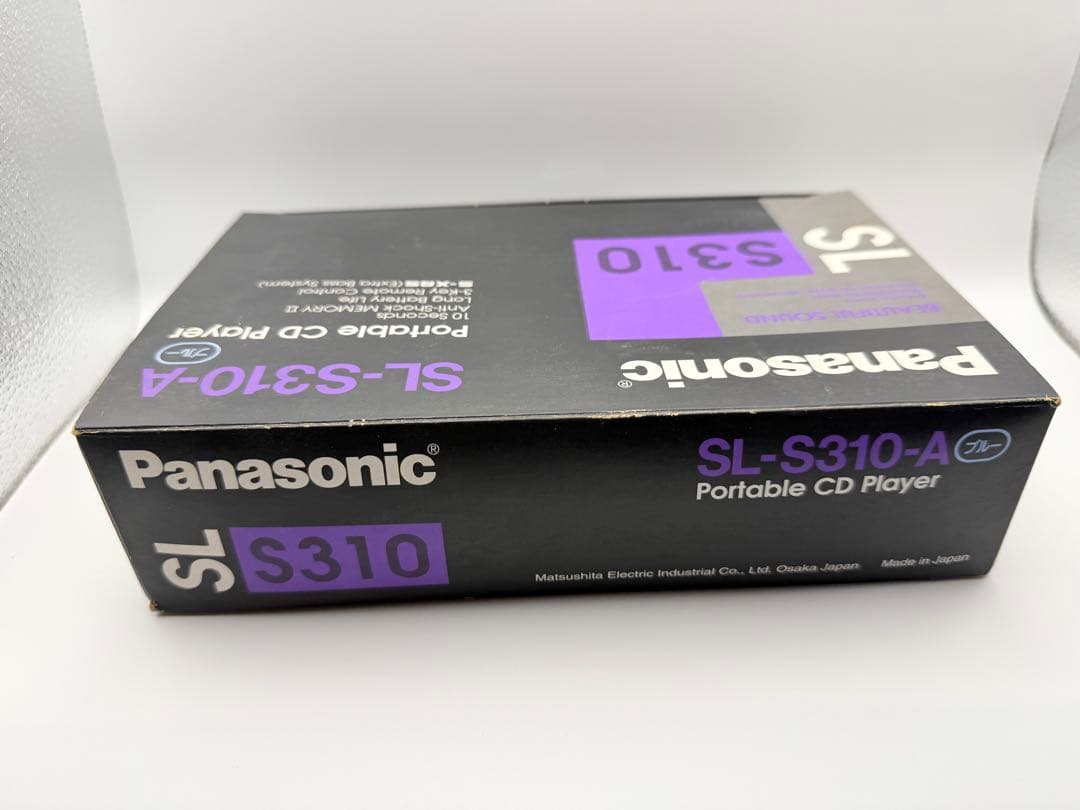 SL
S310
BEAUTIFUL SOUND
Panasonic®
SL-S310-A ブルー
Portable CD Player
10 Seconds
Anti-Shock MEMORY II
Long Battery Life
3-Key Remote Control
S-XBS (Extra Bass System)
Panasonic®
SL S310
SL-S310-A ブルー
Portable CD Player
Matsushita Electric Industrial Co., Ltd. Osaka Japan Made in Japan